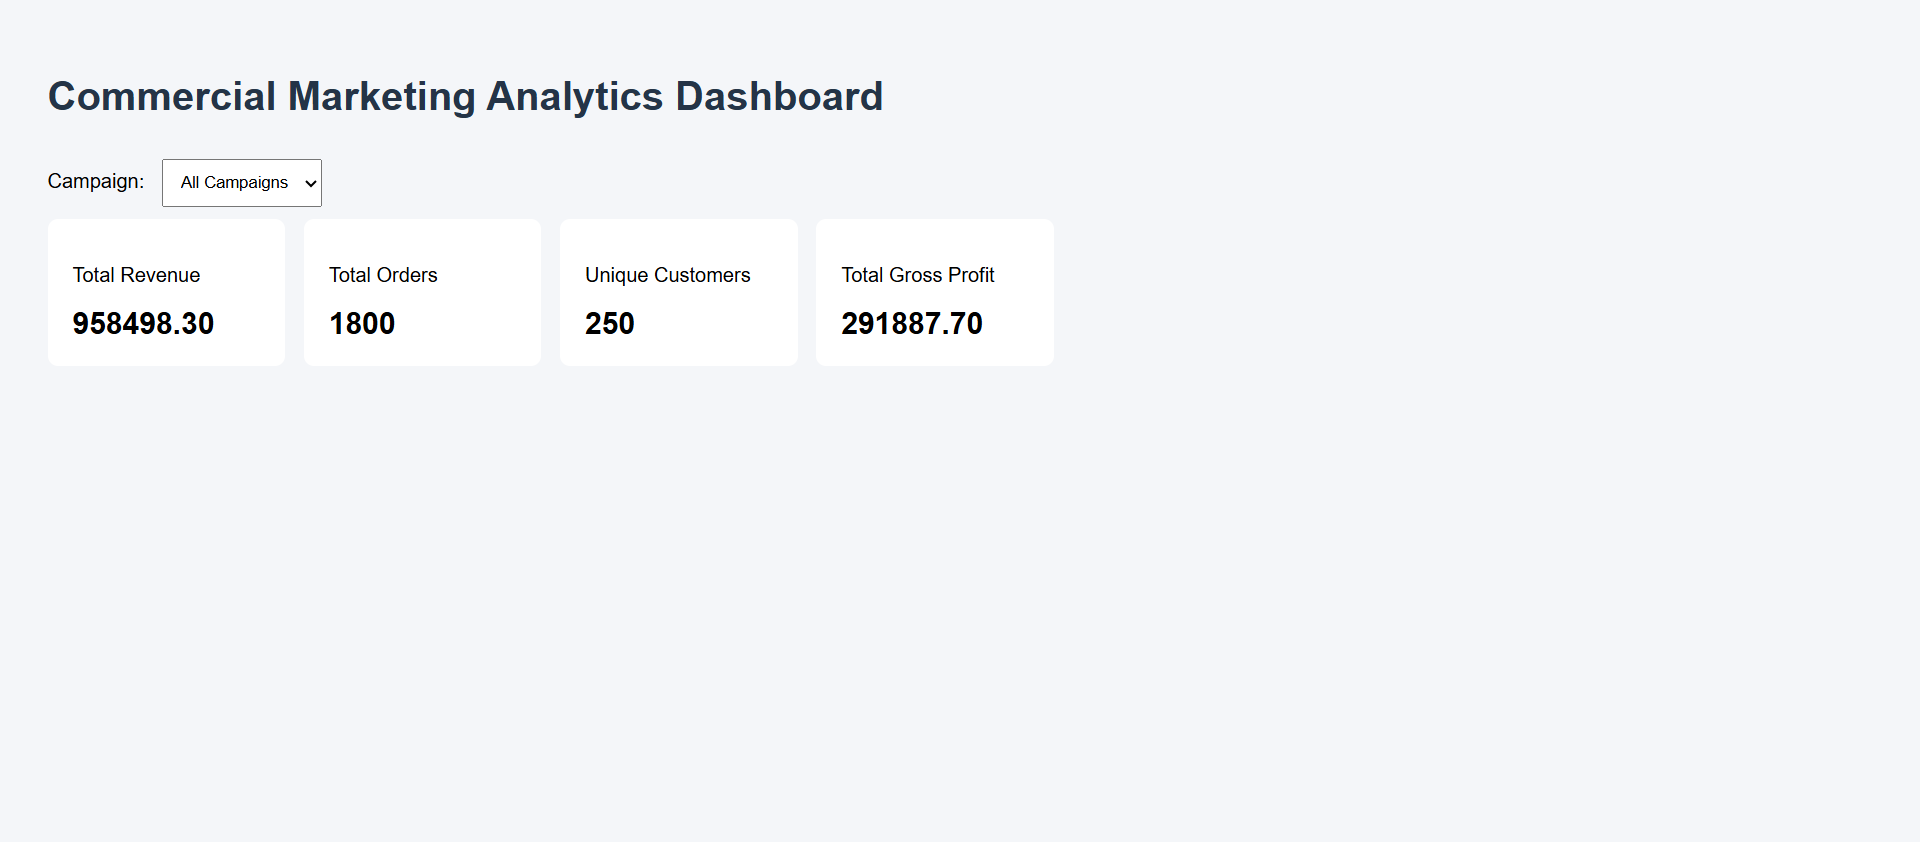 Commercial Marketing Analytics Dashboard
Campaign: All Campaigns
Total Revenue
958498.30
Total Orders
1800
Unique Customers
250
Total Gross Profit
291887.70